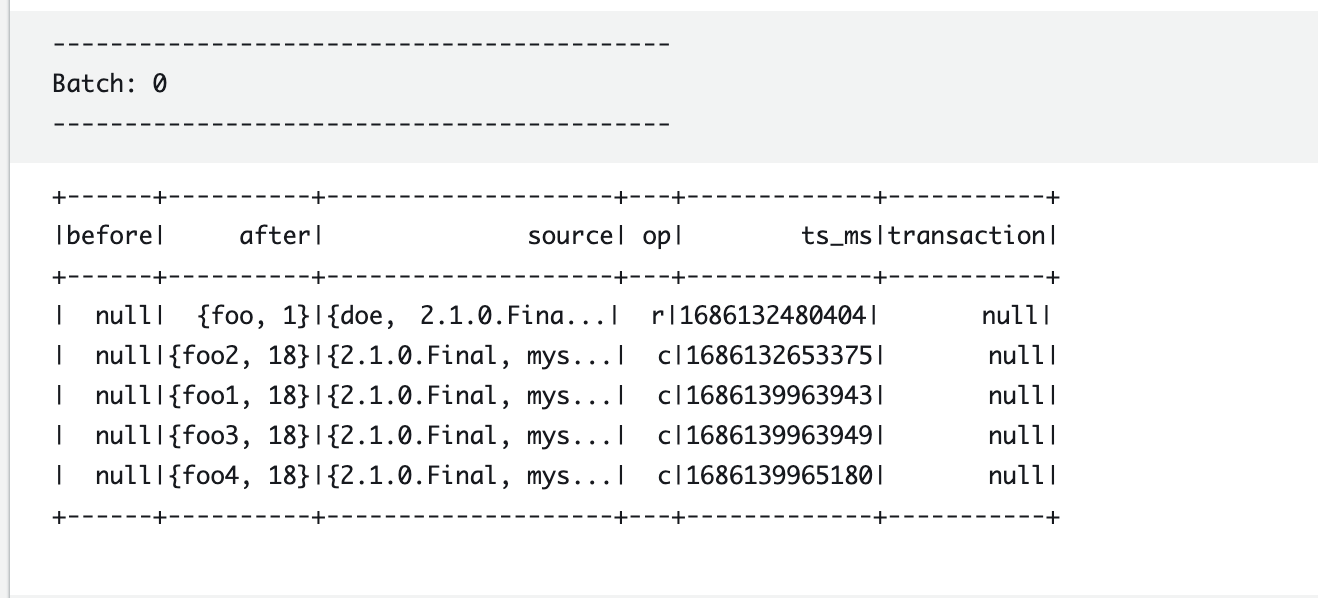 -------------------------------------------
Batch: 0
-------------------------------------------
+------+----------+--------------------+---+-------------+-----------+
|before|     after|              source| op|        ts_ms|transaction|
+------+----------+--------------------+---+-------------+-----------+
|  null|  {foo, 1}|{doe,  2.1.0.Fina...|  r|1686132480404|       null|
|  null|{foo2, 18}|{2.1.0.Final, mys...|  c|1686132653375|       null|
|  null|{foo1, 18}|{2.1.0.Final, mys...|  c|1686139963943|       null|
|  null|{foo3, 18}|{2.1.0.Final, mys...|  c|1686139963949|       null|
|  null|{foo4, 18}|{2.1.0.Final, mys...|  c|1686139965180|       null|
+------+----------+--------------------+---+-------------+-----------+